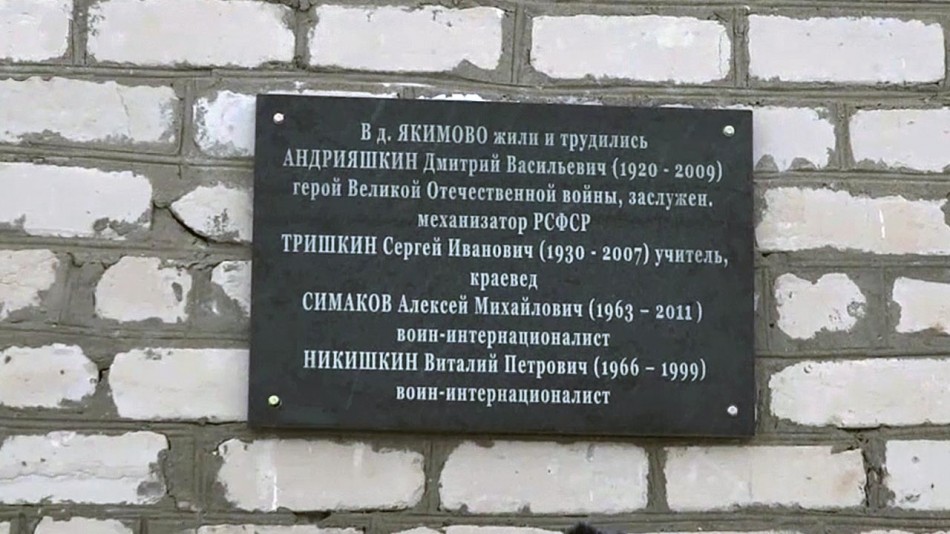 В д. ЯКИМОВО жили и трудились
АНДРИЯШКИН Дмитрий Васильевич (1920 - 2009)
герой Великой Отечественной войны, заслужен.
механизатор РСФСР
ТРИШКИН Сергей Иванович (1930 - 2007) учитель,
краевед
СИМАКОВ Алексей Михайлович (1963 – 2011)
воин-интернационалист
НИКИШКИН Виталий Петрович (1966 – 1999)
воин-интернационалист